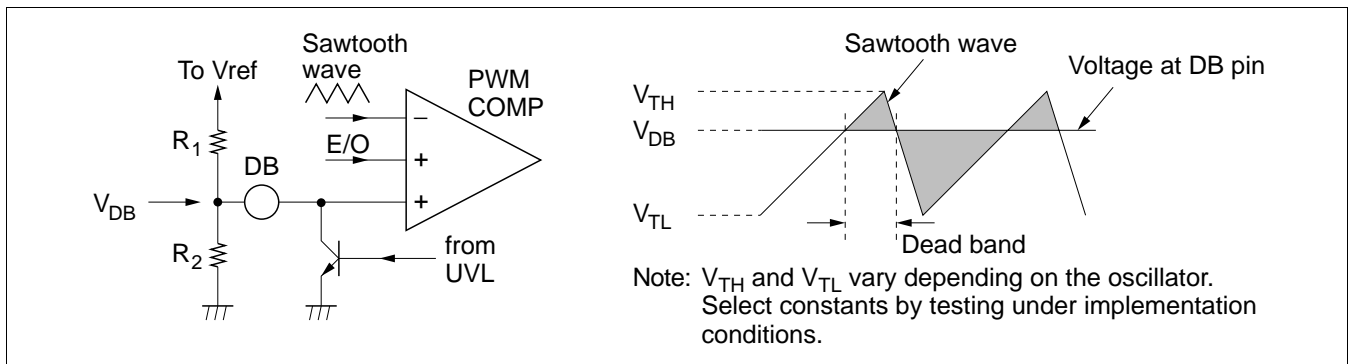 Sawtooth
wave
To Vref
PWM
COMP
−
R1
E/O
+
DB
VDB
+
R2
from
UVL
Sawtooth wave
Voltage at DB pin
VTH
VDB
VTL
Dead band
Note: VTH and VTL vary depending on the oscillator.
Select constants by testing under implementation
conditions.